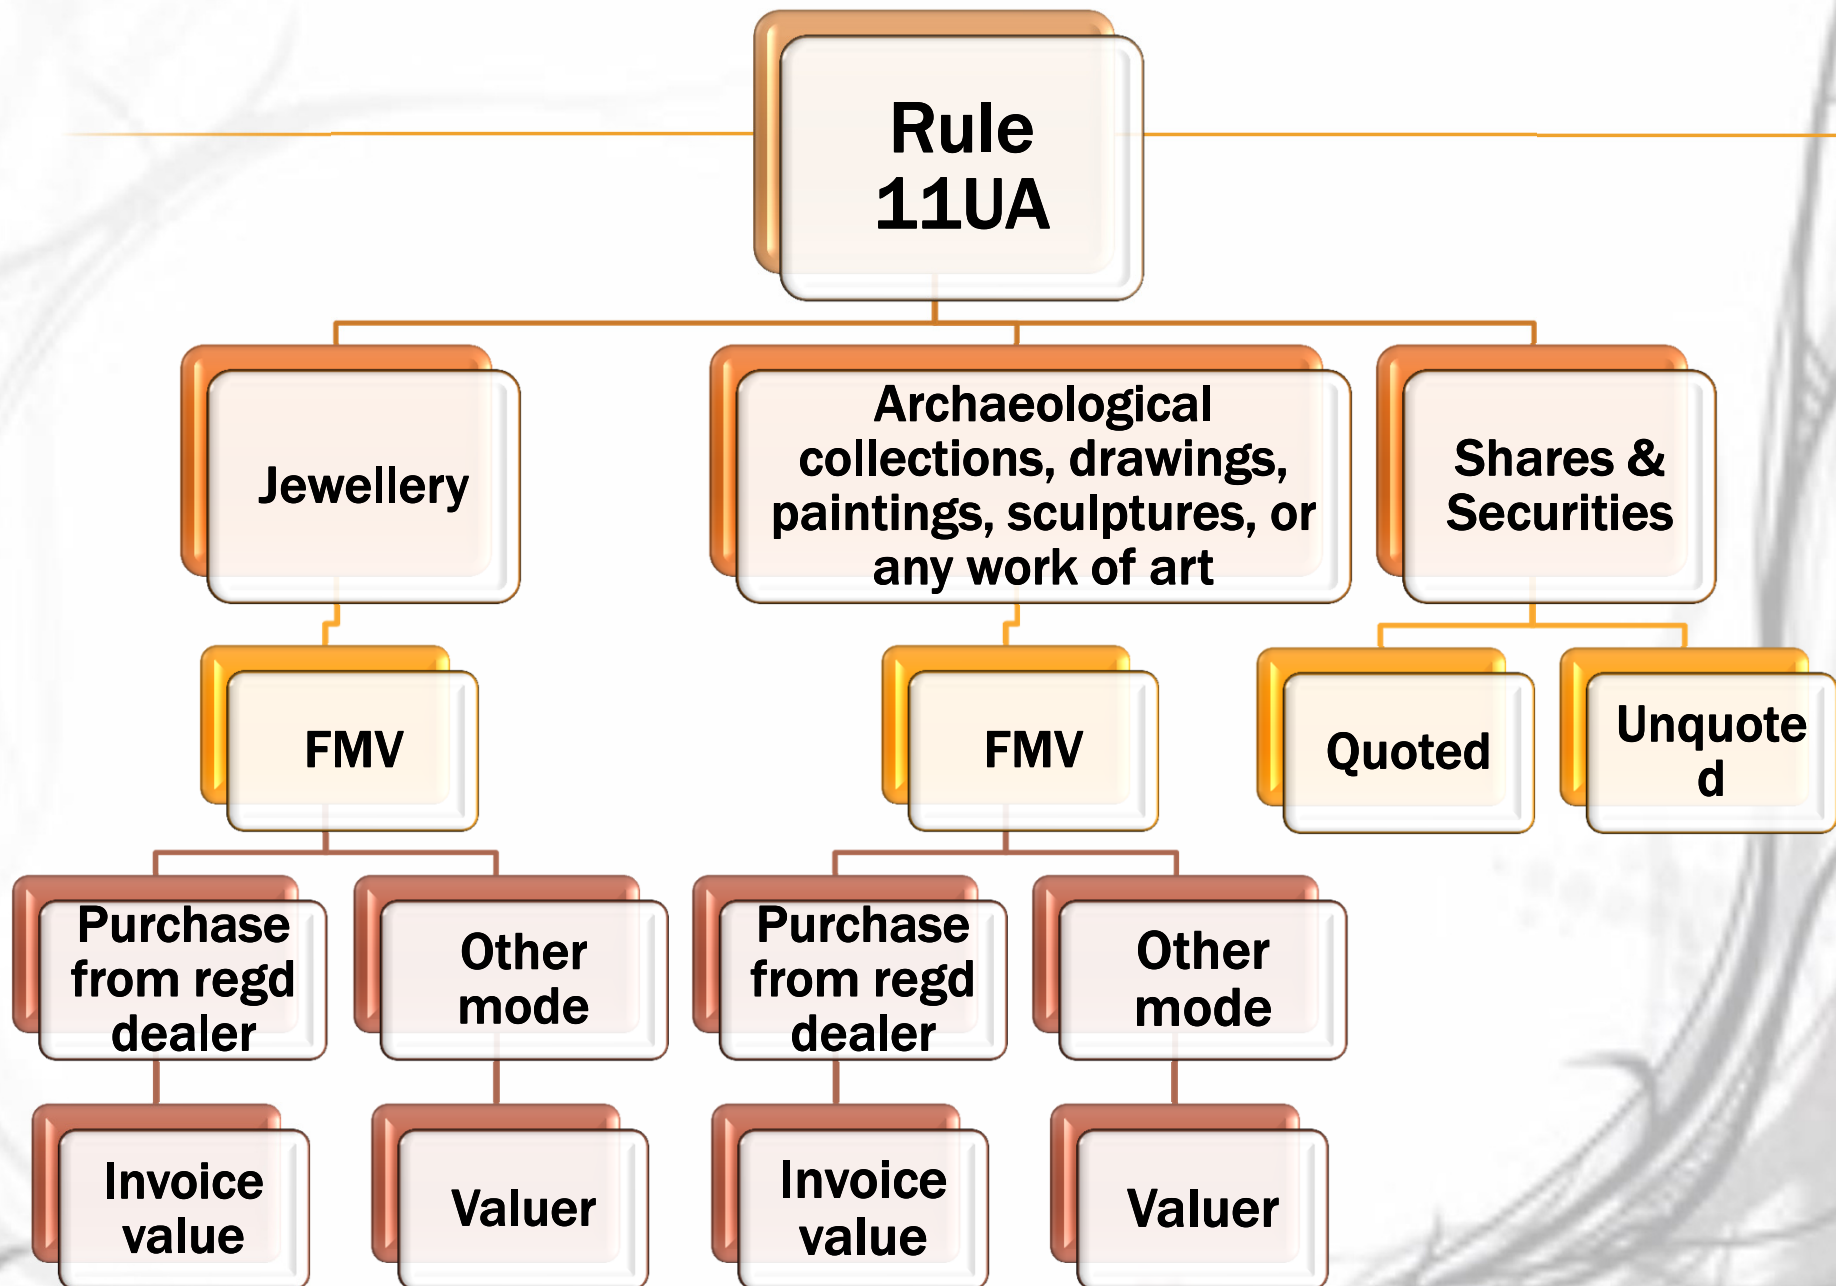 Rule
11UA
Jewellery
Archaeological
collections, drawings,
paintings, sculptures, or
any work of art
Shares &
Securities
FMV
FMV
Quoted
Unquote
d
Purchase
from regd
dealer
Other
mode
Purchase
from regd
dealer
Other
mode
Invoice
value
Valuer
Invoice
value
Valuer